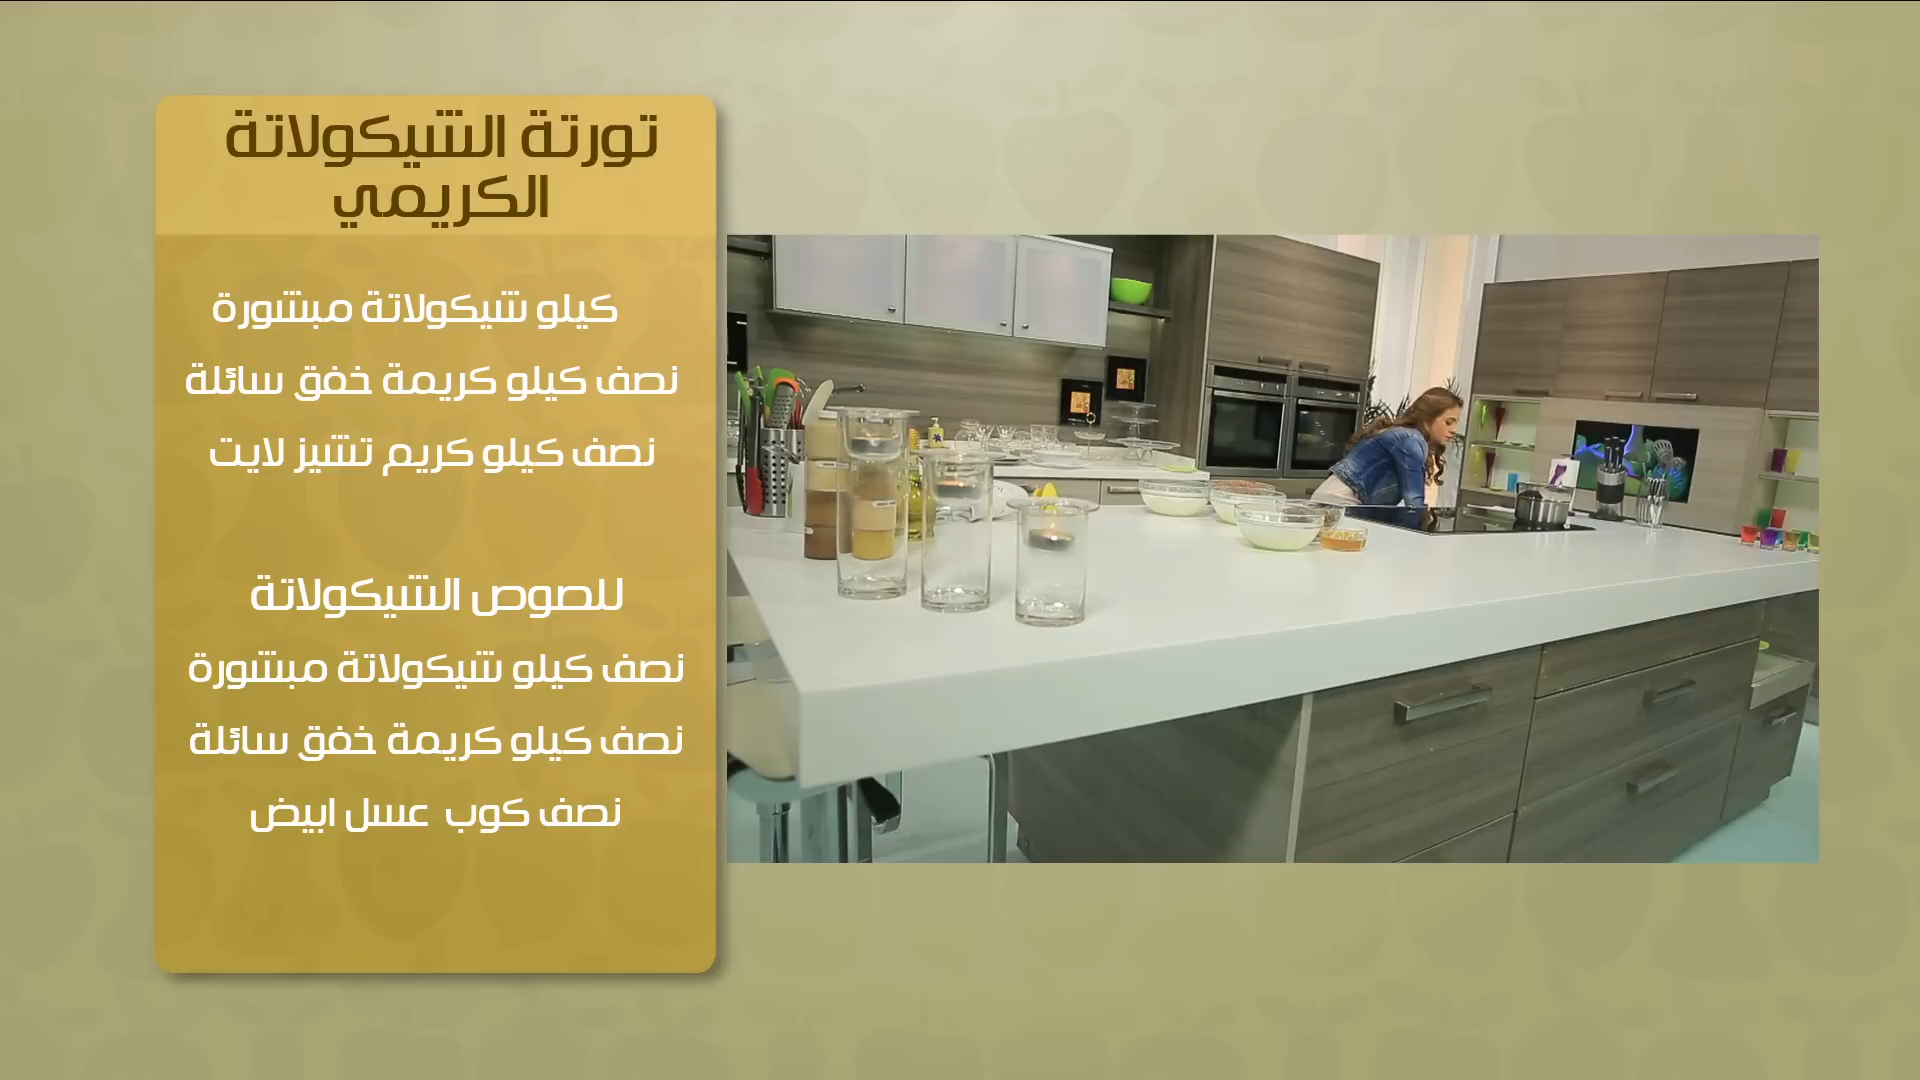 تورتة الشيكولاتة
الكريمي
كيلو شيكولاتة مبشورة
نصف كيلو كريمة خفق سائلة
نصف كيلو كريم تشيز لايت
للصوص الشيكولاتة
نصف كيلو شيكولاتة مبشورة
نصف كيلو كريمة خفق سائلة
نصف كوب عسل ابيض